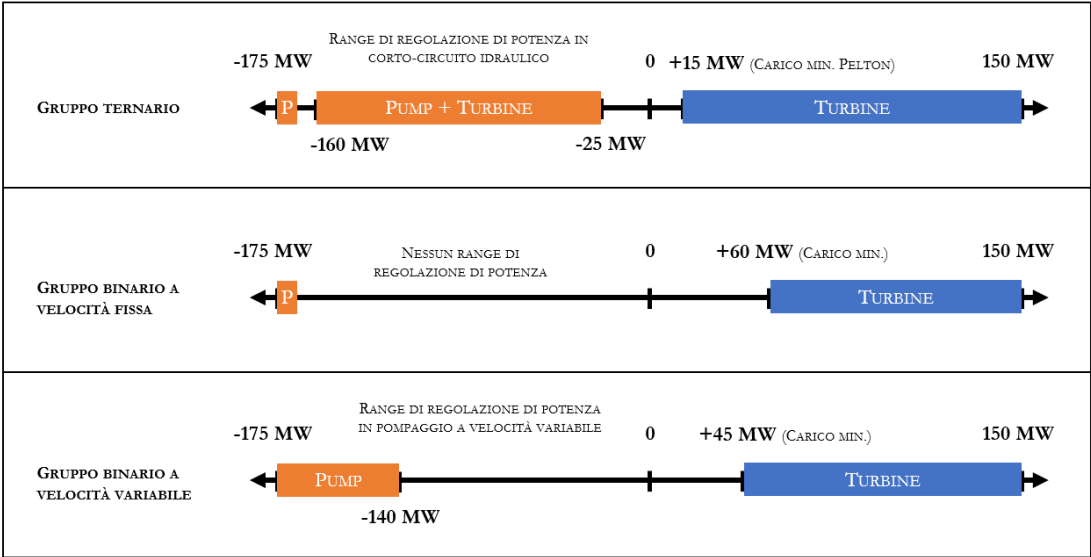 RANGE DI REGOLAZIONE DI POTENZA IN
CORTO-CIRCUITO IDRAULICO
-175 MW
0
+15 MW (CARICO MIN. PELTON)
150 MW
GRUPPO TERNARIO
P
PUMP + TURBINE
TURBINE
-160 MW
-25 MW
-175 MW
NESSUN RANGE DI
REGOLAZIONE DI POTENZA
0
+60 MW (CARICO MIN.)
150 MW
GRUPPO BINARIO A
VELOCITÀ FISSA
P
TURBINE
RANGE DI REGOLAZIONE DI POTENZA
IN POMPAGGIO A VELOCITÀ VARIABILE
-175 MW
0
+45 MW (CARICO MIN.)
150 MW
GRUPPO BINARIO A
VELOCITÀ VARIABILE
PUMP
TURBINE
-140 MW